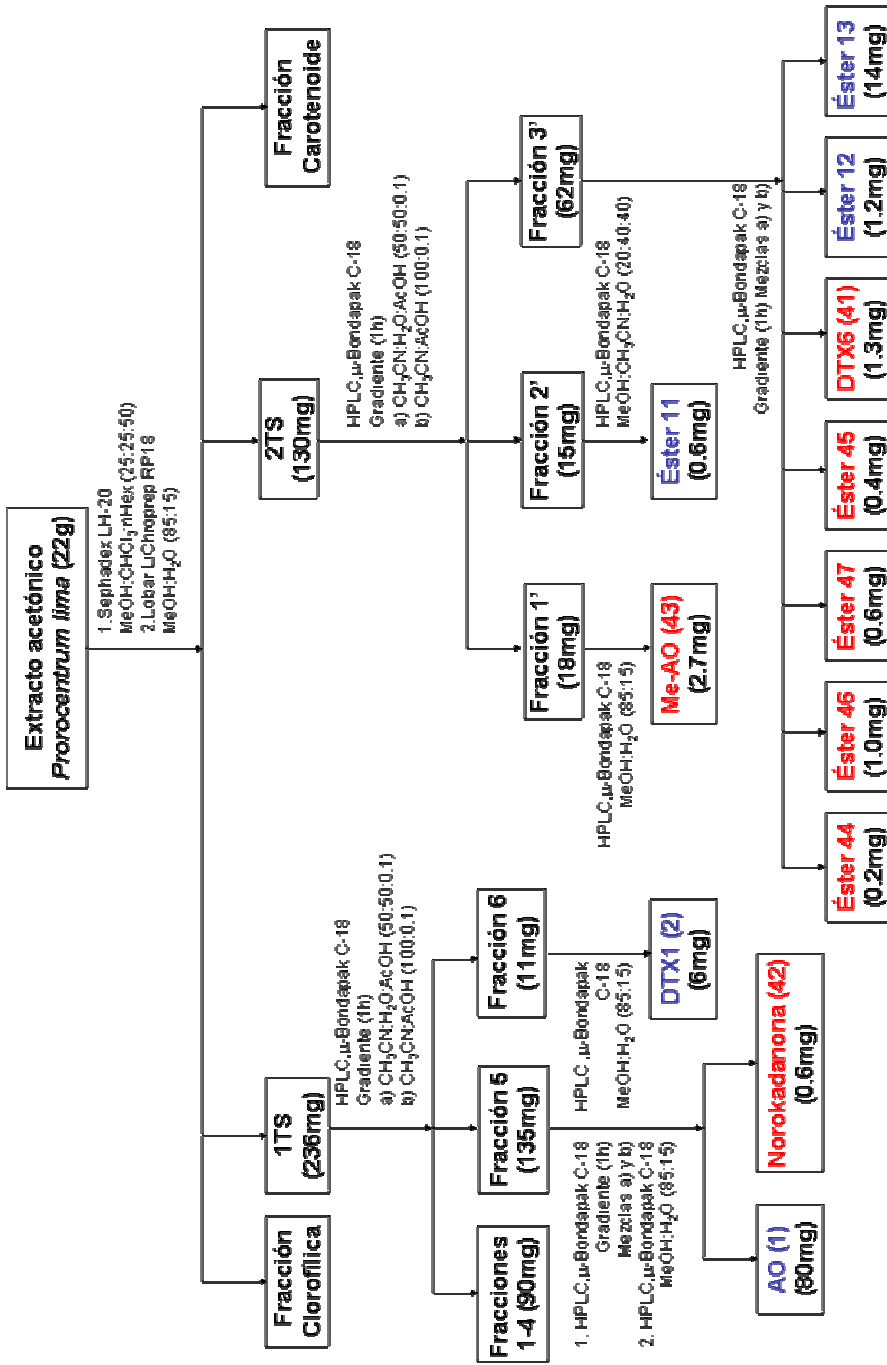 Extracto acetónico
Prorocentrum lima (22g)
1.Sephadex LH-20
MeOH:CHCl3:nHex (25:25:50)
2.Lobar LiChroprep RP18
MeOH:H2O (85:15)
Fracción
Clorofílica
1TS
(236mg)
2TS
(130mg)
Fracción
Carotenoide
HPLC,µ-Bondapak C-18
Gradiente (1h)
a) CH3CN:H2O:AcOH (50:50:0.1)
b) CH3CN:AcOH (100:0.1)
HPLC,µ-Bondapak C-18
Gradiente (1h)
a) CH3CN:H2O:AcOH (50:50:0.1)
b) CH3CN:AcOH (100:0.1)
Fracciones
1-4 (90mg)
Fracción 5
(135mg)
Fracción 6
(11mg)
Fracción 1'
(18mg)
Fracción 2'
(15mg)
Fracción 3'
(62mg)
1. HPLC,µ-Bondapak C-18
Gradiente (1h)
Mezclas a) y b)
2. HPLC,µ-Bondapak C-18
MeOH:H2O (85:15)
HPLC ,µ-Bondapak
C-18
MeOH:H2O (85:15)
HPLC,µ-Bondapak C-18
MeOH:H2O (85:15)
HPLC,µ-Bondapak C-18
MeOH:CH3CN:H2O (20:40:40)
HPLC,µ-Bondapak C-18
Gradiente (1h) Mezclas a) y b)
AO (1)
(80mg)
Norokadanona (42)
(0.6mg)
DTX1 (2)
(6mg)
Me-AO (43)
(2.7mg)
Éster 11
(0.6mg)
Éster 44
(0.2mg)
Éster 46
(1.0mg)
Éster 47
(0.6mg)
Éster 45
(0.4mg)
DTX6 (41)
(1.3mg)
Éster 12
(1.2mg)
Éster 13
(14mg)